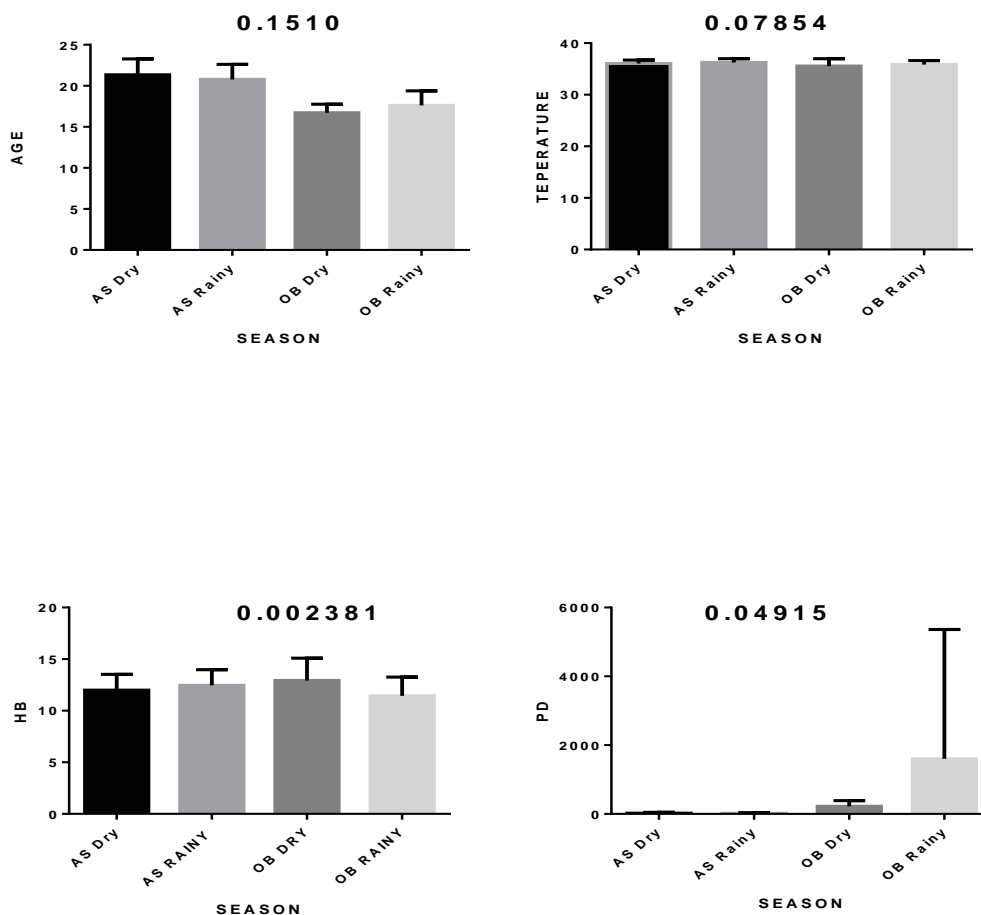 0.1510
AGE
25
20
15
10
5
0
AS Dry
AS Rainy
OB Dry
OB Rainy
SEASON
0.07854
TEPERATURE
40
30
20
10
0
AS Dry
AS Rainy
OB Dry
OB Rainy
SEASON
0.002381
HB
20
15
10
5
0
AS Dry
AS RAINY
OB DRY
OB RAINY
SEASON
0.04915
PD
6000
4000
2000
0
AS Dry
AS Rainy
OB Dry
OB Rainy
SEASON